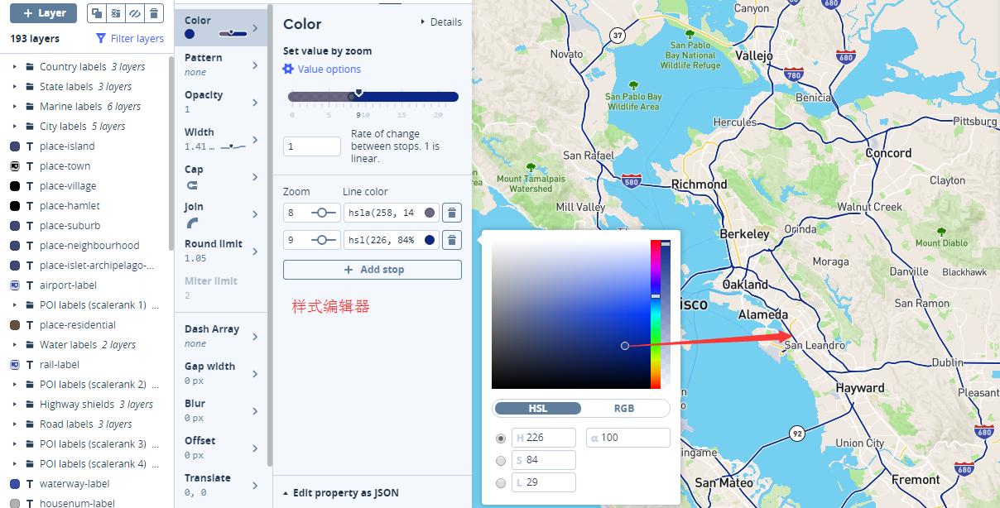 + Layer
193 layers
Filter layers
Country labels 3 layers
State labels 3 layers
Marine labels 6 layers
City labels 5 layers
T place-island
T place-town
T place-village
T place-hamlet
T place-suburb
T place-neighbourhood
T place-islet-archipelago-...
T airport-label
POI labels (scalerank 1) ...
T place-residential
Water labels 2 layers
T rail-label
POI labels (scalerank 2) ...
Highway shields 3 layers
Road labels 3 layers
POI labels (scalerank 3) ...
POI labels (scalerank 4) ...
T waterway-label
T housenum-label
Color
Pattern
none
Opacity
1
Width
1.41 ...
Cap
Join
Round limit
1.05
Miter limit
2
Dash Array
none
Gap width
0 px
Blur
0 px
Offset
0 px
Translate
0, 0
Color
Details
Set value by zoom
Value options
0 5 9 10 15 20
1
Rate of change
between stops. 1 is
linear.
Zoom Line color
8 hsla(258, 14
9 hsl(226, 84%
+ Add stop
样式编辑器
Edit property as JSON
HSL RGB
H 226
α 100
S 84
L 29
Canyon
680
37
San Pablo
Bay National
Wildlife Refuge
Novato
Vallejo
680
780
San Pablo Bay
Wildlife Area
Benicia
Hercules
Pittsburg
San Rafael
Concord
Mount Tamalpais
Watershed
580
Richmond
Clayton
Mill Valley
Walnut Creek
Berkeley
Orinda
Mount Diablo
Moraga
Danville
Blackhawk
Oakland
isco
San Ramon
Alameda
San Leandro
Dublin
Hayward
Pleasant
92
680
Union City
ingame
680
San Mateo
Fremont